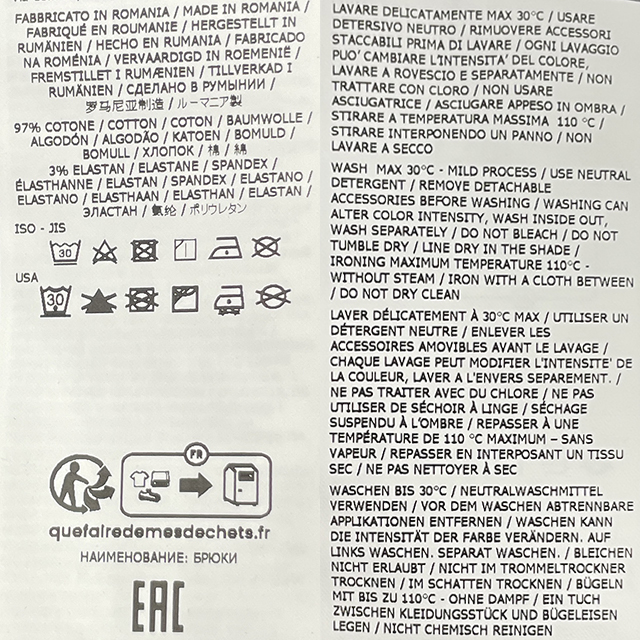 FABBRICATO IN ROMANIA / MADE IN ROMANIA /
FABRIQUÉ EN ROUMANIE / HERGESTELLT IN
RUMÄNIEN / HECHO EN RUMANIA / FABRICADO
NA ROMÉNIA / VERVAARDIGD IN ROEMENIË /
FREMSTILLET I RUMÆNIEN / TILLVERKAD I
RUMÄNIEN / СДЕЛАНО В РУМЫНИИ /
罗马尼亚制造 / ルーマニア製
97% COTONE / COTTON / COTON / BAUMWOLLE /
ALGODÓN / ALGODÃO / KATOEN / BOMULD /
BOMULL / ХЛОПОК / 棉 / 綿
3% ELASTAN / ELASTANE / SPANDEX /
ÉLASTHANNE / ELASTAN / SPANDEX / ELASTANO /
ELASTANO / ELASTHAAN / ELASTHAN / ELASTAN /
ЭЛАСТАН / 氨纶 / ポリウレタン
ISO - JIS
30
USA
30
FR
quefairedemesdechets.fr
НАИМЕНОВАНИЕ: БРЮКИ
EAC
LAVARE DELICATAMENTE MAX 30°C / USARE
DETERSIVO NEUTRO / RIMUOVERE ACCESSORI
STACCABILI PRIMA DI LAVARE / OGNI LAVAGGIO
PUO' CAMBIARE L'INTENSITA' DEL COLORE,
LAVARE A ROVESCIO E SEPARATAMENTE / NON
TRATTARE CON CLORO / NON USARE
ASCIUGATRICE / ASCIUGARE APPESO IN OMBRA /
STIRARE A TEMPERATURA MASSIMA 110 °C /
STIRARE INTERPONENDO UN PANNO / NON
LAVARE A SECCO
WASH MAX 30°C - MILD PROCESS / USE NEUTRAL
DETERGENT / REMOVE DETACHABLE
ACCESSORIES BEFORE WASHING / WASHING CAN
ALTER COLOR INTENSITY, WASH INSIDE OUT,
WASH SEPARATELY / DO NOT BLEACH / DO NOT
TUMBLE DRY / LINE DRY IN THE SHADE /
IRONING MAXIMUM TEMPERATURE 110°C -
WITHOUT STEAM / IRON WITH A CLOTH BETWEEN
/ DO NOT DRY CLEAN
LAVER DÉLICATEMENT À 30°C MAX / UTILISER UN
DÉTERGENT NEUTRE / ENLEVER LES
ACCESSOIRES AMOVIBLES AVANT LE LAVAGE /
CHAQUE LAVAGE PEUT MODIFIER L'INTENSITE' DE
LA COULEUR, LAVER A L'ENVERS SEPAREMENT. /
NE PAS TRAITER AVEC DU CHLORE / NE PAS
UTILISER DE SÉCHOIR À LINGE / SÉCHAGE
SUSPENDU À L'OMBRE / REPASSER À UNE
TEMPÉRATURE DE 110 °C MAXIMUM – SANS
VAPEUR / REPASSER EN INTERPOSANT UN TISSU
SEC / NE PAS NETTOYER À SEC
WASCHEN BIS 30°C / NEUTRALWASCHMITTEL
VERWENDEN / VOR DEM WASCHEN ABTRENNBARE
APPLIKATIONEN ENTFERNEN / WASCHEN KANN
DIE INTENSITÄT DER FARBE VERÄNDERN. AUF
LINKS WASCHEN. SEPARAT WASCHEN. / BLEICHEN
NICHT ERLAUBT / NICHT IM TROMMELTROCKNER
TROCKNEN / IM SCHATTEN TROCKNEN / BÜGELN
MIT BIS ZU 110°C - OHNE DAMPF / EIN TUCH
ZWISCHEN KLEIDUNGSSTÜCK UND BÜGELEISEN
LEGEN / NICHT CHEMISCH REINIGEN